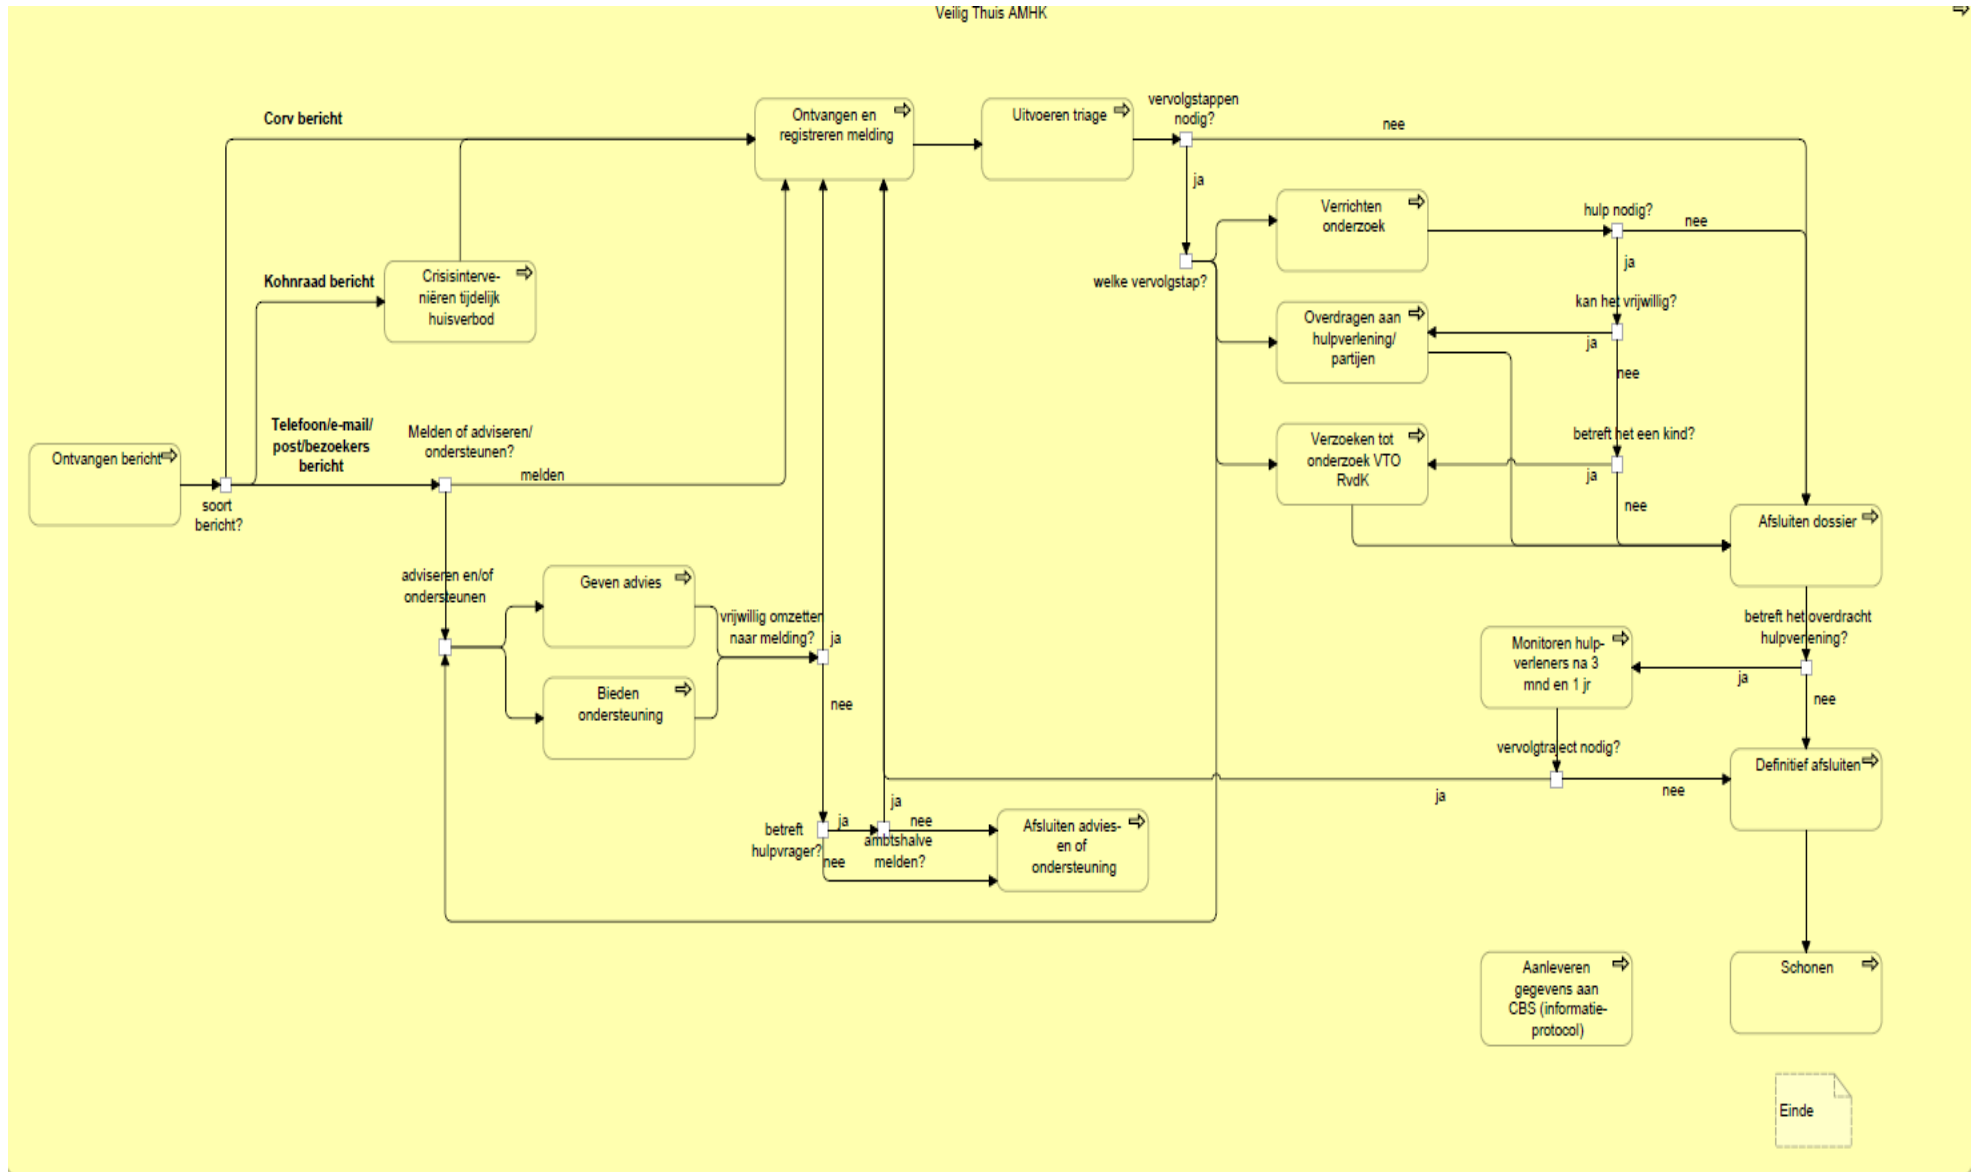 Veilig Thuis AMHK
Corv bericht
Ontvangen en
registreren melding
Uitvoeren triage
vervolgstappen
nodig?
nee
ja
Verrichten
onderzoek
hulp nodig?
nee
ja
Kohnraad bericht
Crisisinterve-
niëren tijdelijk
huisverbod
welke vervolgstap?
kan het vrijwillig?
Overdragen aan
hulpverlening/
partijen
ja
nee
Telefoon/e-mail/
post/bezoekers
bericht
Melden of adviseren/
ondersteunen?
melden
Ontvangen bericht
soort
bericht?
betreft het een kind?
Verzoeken tot
onderzoek VTO
RvdK
ja
nee
Afsluiten dossier
adviseren en/of
ondersteunen
Geven advies
vrijwillig omzetten
naar melding?
ja
Bieden
ondersteuning
nee
betreft het overdracht
hulpverlening?
Monitoren hulp-
verleners na 3
mnd en 1 jr
ja
nee
vervolgtraject nodig?
Definitief afsluiten
ja
nee
betreft
hulpvrager?
ja
nee
ja
nee
ambtshalve
melden?
Afsluiten advies-
en of
ondersteuning
Aanleveren
gegevens aan
CBS (informatie-
protocol)
Schonen
Einde